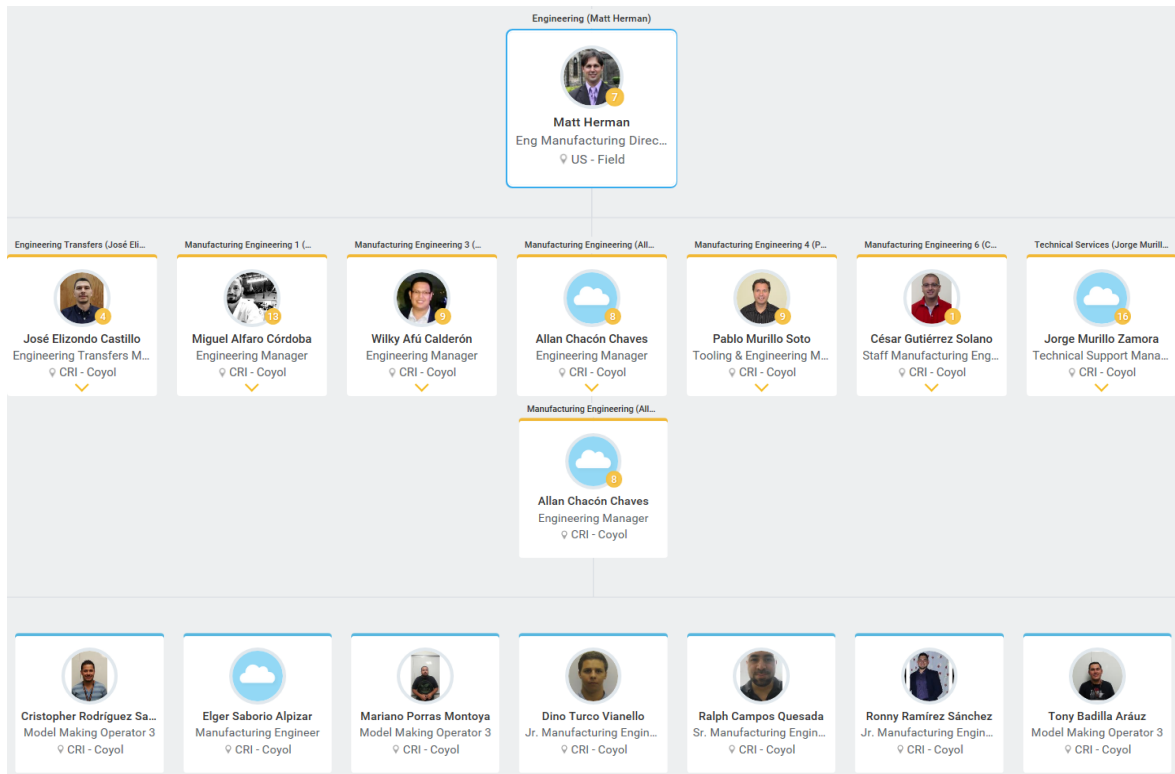 Engineering (Matt Herman)
7
Matt Herman
Eng Manufacturing Direc...
US - Field
Engineering Transfers (José Eli...
Manufacturing Engineering 1 (...
Manufacturing Engineering 3 (...
Manufacturing Engineering (All...
Manufacturing Engineering 4 (P...
Manufacturing Engineering 6 (C...
Technical Services (Jorge Murill...
4
13
9
8
9
1
16
José Elizondo Castillo
Miguel Alfaro Córdoba
Wilky Afú Calderón
Allan Chacón Chaves
Pablo Murillo Soto
César Gutiérrez Solano
Jorge Murillo Zamora
Engineering Transfers M...
Engineering Manager
Engineering Manager
Engineering Manager
Tooling & Engineering M...
Staff Manufacturing Eng...
Technical Support Mana...
CRI - Coyol
CRI - Coyol
CRI - Coyol
CRI - Coyol
CRI - Coyol
CRI - Coyol
CRI - Coyol
Manufacturing Engineering (All...
8
Allan Chacón Chaves
Engineering Manager
CRI - Coyol
Cristopher Rodríguez Sa...
Elger Saborio Alpizar
Mariano Porras Montoya
Dino Turco Vianello
Ralph Campos Quesada
Ronny Ramírez Sánchez
Tony Badilla Aráuz
Model Making Operator 3
Manufacturing Engineer
Model Making Operator 3
Jr. Manufacturing Engin...
Sr. Manufacturing Engin...
Jr. Manufacturing Engin...
Model Making Operator 3
CRI - Coyol
CRI - Coyol
CRI - Coyol
CRI - Coyol
CRI - Coyol
CRI - Coyol
CRI - Coyol